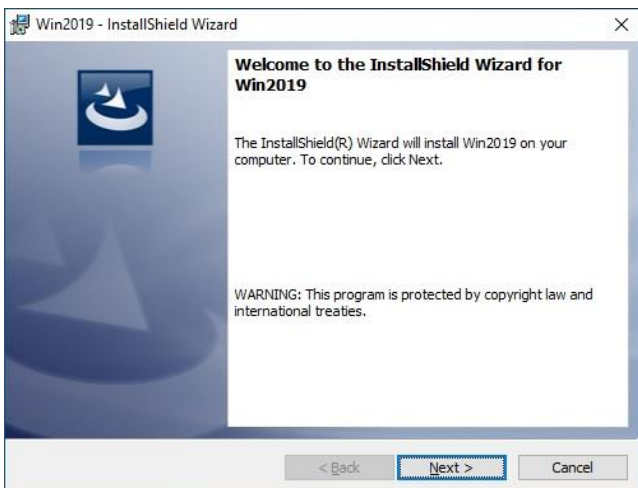 Win2019 - InstallShield Wizard
Welcome to the InstallShield Wizard for
Win2019
The InstallShield(R) Wizard will install Win2019 on your
computer. To continue, click Next.
WARNING: This program is protected by copyright law and
international treaties.
< Back Next > Cancel